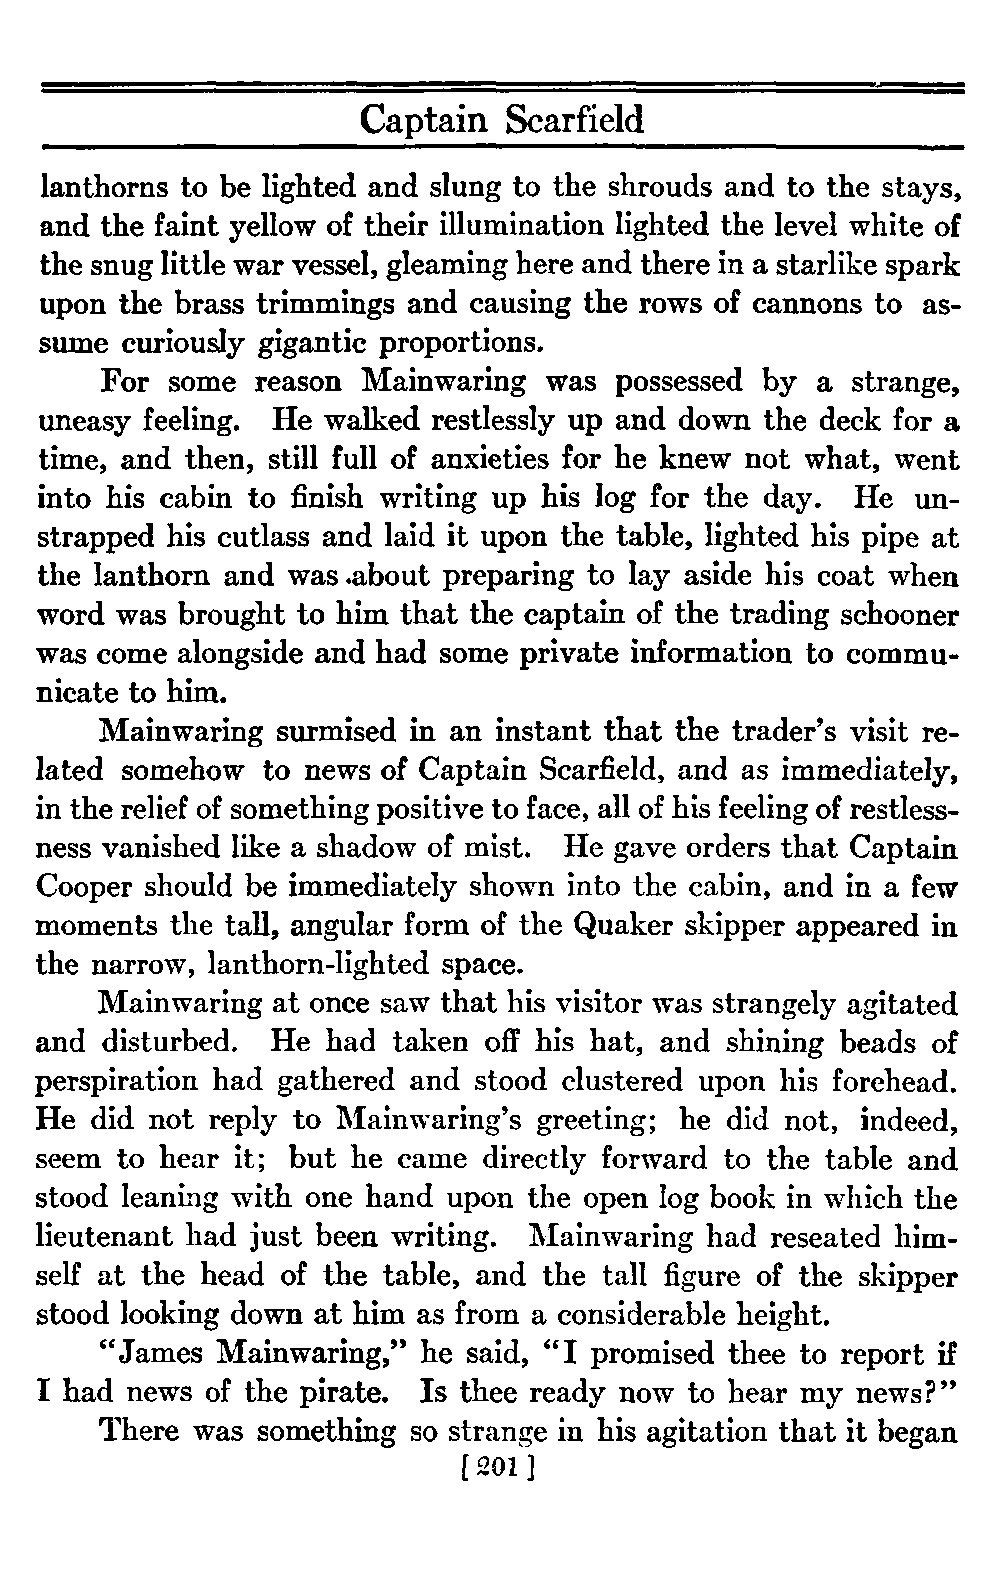 Captain Scarfield
lanthorns to be lighted and slung to the shrouds and to the stays,
and the faint yellow of their illumination lighted the level white of
the snug little war vessel, gleaming here and there in a starlike spark
upon the brass trimmings and causing the rows of cannons to as-
sume curiously gigantic proportions.
For some reason Mainwaring was possessed by a strange,
uneasy feeling. He walked restlessly up and down the deck for a
time, and then, still full of anxieties for he knew not what, went
into his cabin to finish writing up his log for the day. He un-
strapped his cutlass and laid it upon the table, lighted his pipe at
the lanthorn and was about preparing to lay aside his coat when
word was brought to him that the captain of the trading schooner
was come alongside and had some private information to commu-
nicate to him.
Mainwaring surmised in an instant that the trader's visit re-
lated somehow to news of Captain Scarfield, and as immediately,
in the relief of something positive to face, all of his feeling of restless-
ness vanished like a shadow of mist. He gave orders that Captain
Cooper should be immediately shown into the cabin, and in a few
moments the tall, angular form of the Quaker skipper appeared in
the narrow, lanthorn-lighted space.
Mainwaring at once saw that his visitor was strangely agitated
and disturbed. He had taken off his hat, and shining beads of
perspiration had gathered and stood clustered upon his forehead.
He did not reply to Mainwaring's greeting; he did not, indeed,
seem to hear it; but he came directly forward to the table and
stood leaning with one hand upon the open log book in which the
lieutenant had just been writing. Mainwaring had reseated him-
self at the head of the table, and the tall figure of the skipper
stood looking down at him as from a considerable height.
“James Mainwaring,” he said, “I promised thee to report if
I had news of the pirate. Is thee ready now to hear my news?”
There was something so strange in his agitation that it began
[ 201 ]